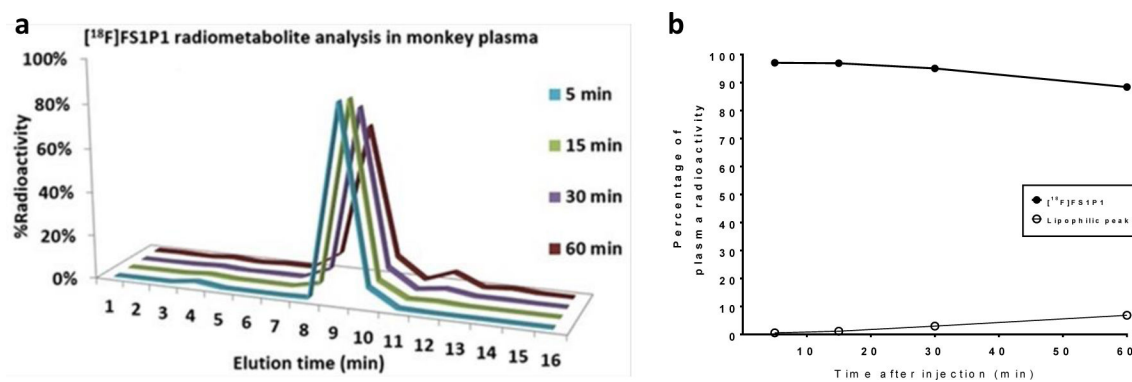 a
[18F]FS1P1 radiometabolite analysis in monkey plasma
100%
80%
60%
40%
20%
0%
%Radioactivity
1 2 3 4 5 6 7 8 9 10 11 12 13 14 15 16
Elution time (min)
5 min
15 min
30 min
60 min
b
100
90
80
70
60
50
40
30
20
10
0
Percentage of
plasma radioactivity
10 20 30 40 50 60
Time after injection (min)
[18F]FS1P1
Lipophilic peak